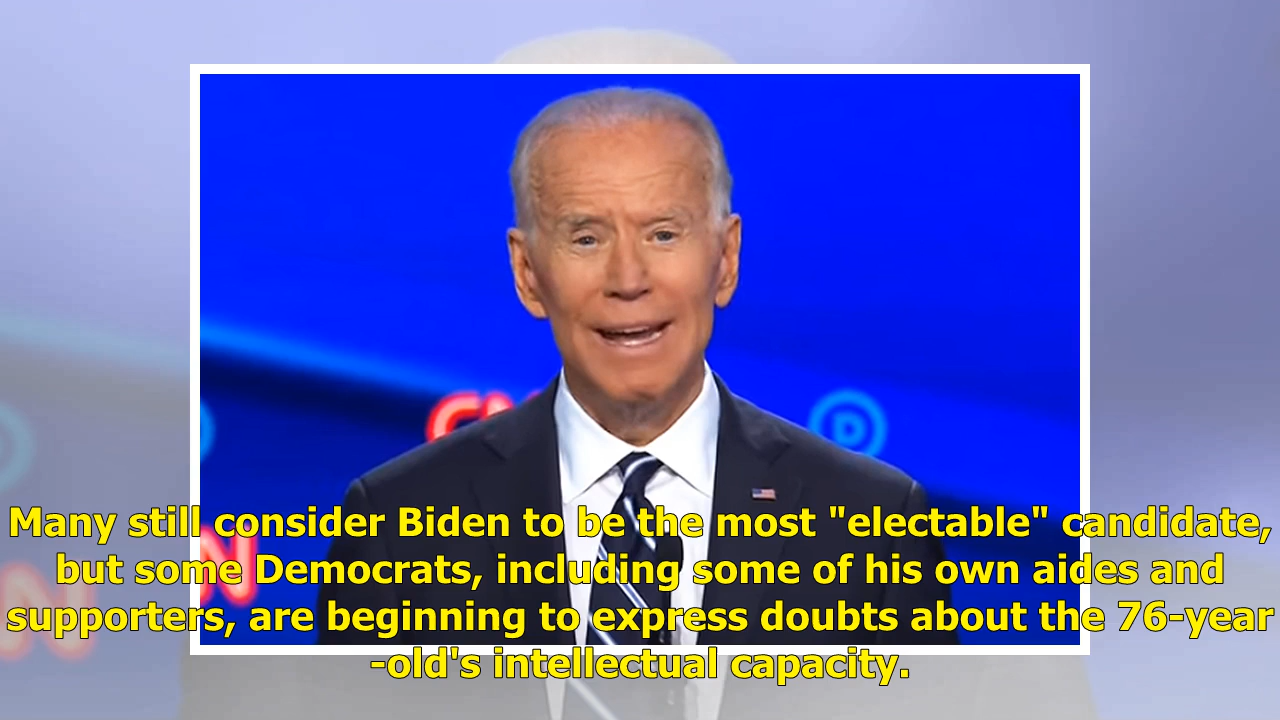 CN
D
N
N
Many still consider Biden to be the most "electable" candidate,
but some Democrats, including some of his own aides and
supporters, are beginning to express doubts about the 76-year
-old's intellectual capacity.